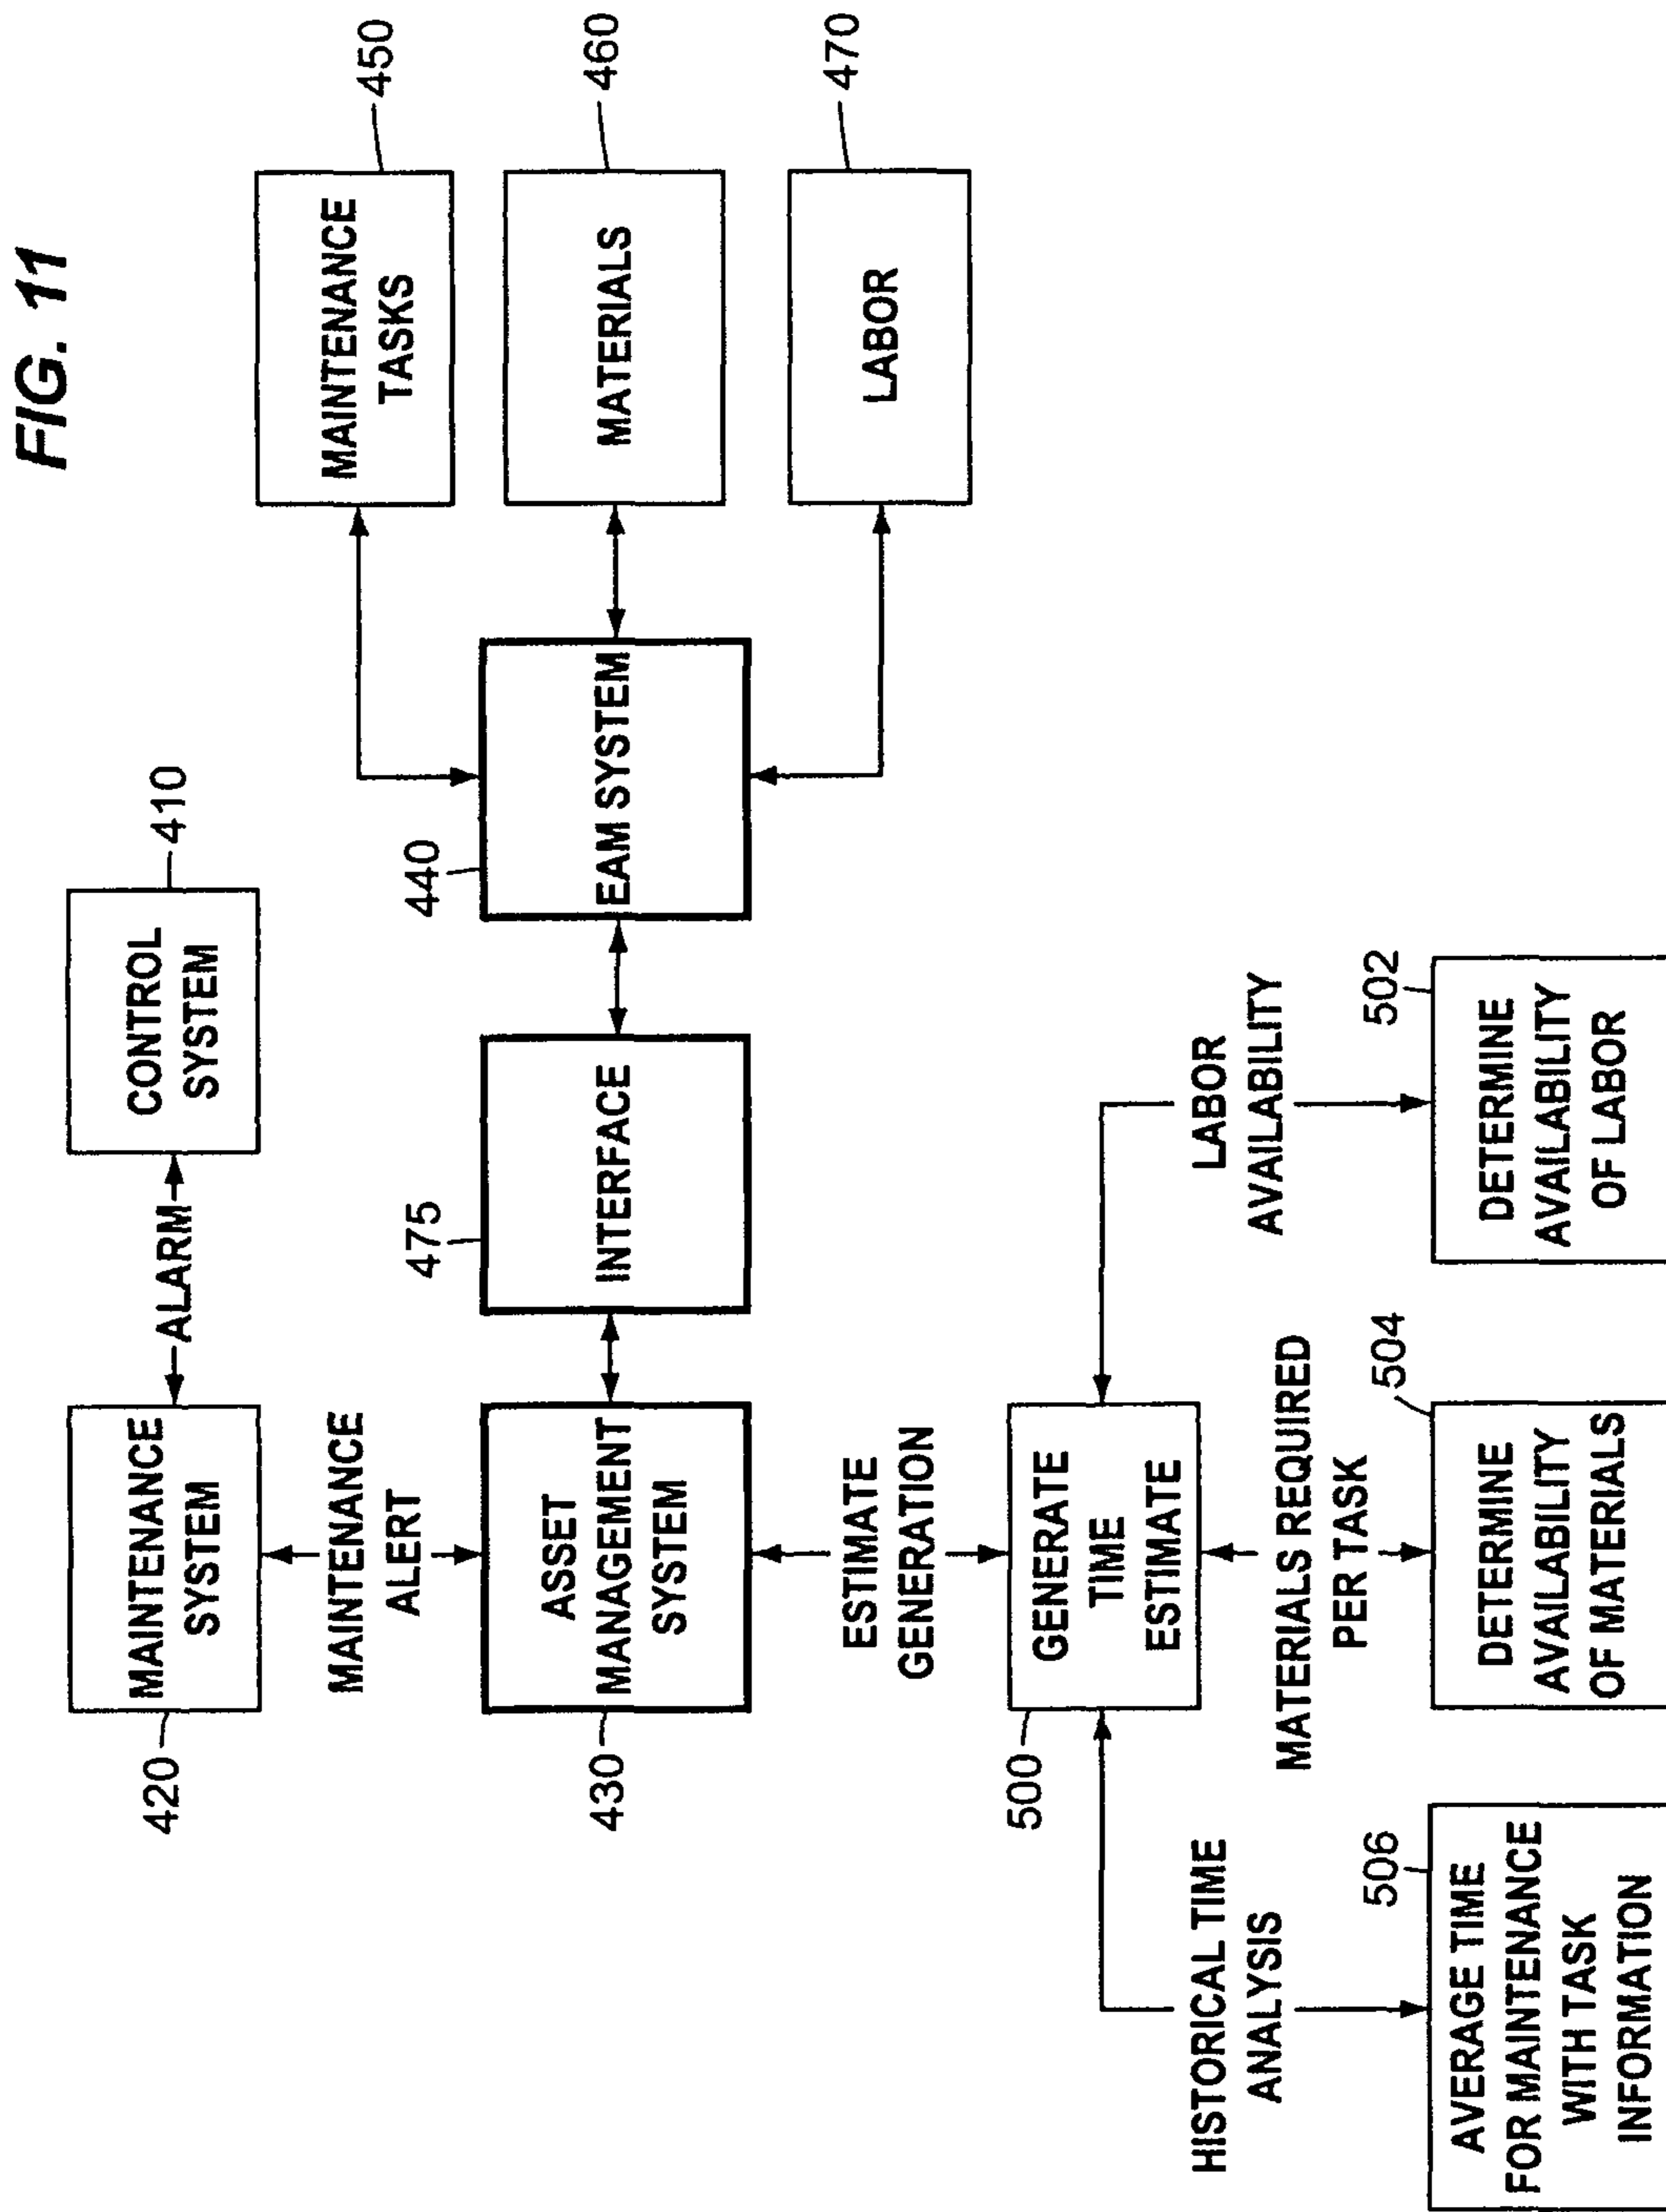 FIG. 11
420
MAINTENANCE
SYSTEM
ALARM
CONTROL
SYSTEM
410
MAINTENANCE
ALERT
430
ASSET
MANAGEMENT
SYSTEM
475
INTERFACE
440
EAM SYSTEM
MAINTENANCE
TASKS
450
MATERIALS
460
LABOR
470
ESTIMATE
GENERATION
500
GENERATE
TIME
ESTIMATE
HISTORICAL TIME
ANALYSIS
MATERIALS REQUIRED
PER TASK
LABOR
AVAILABILITY
506
AVERAGE TIME
FOR MAINTENANCE
WITH TASK
INFORMATION
504
DETERMINE
AVAILABILITY
OF MATERIALS
502
DETERMINE
AVAILABILITY
OF LABOR